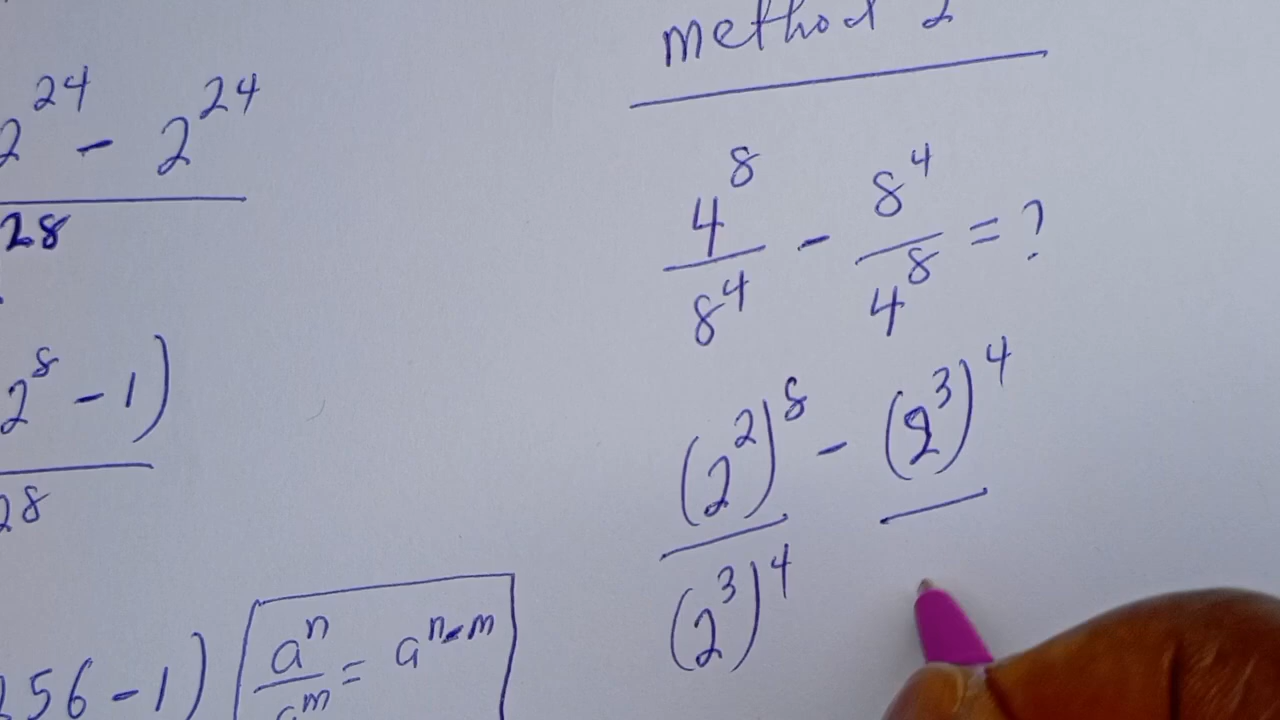 method 2
2^24 - 2^24
28
4^8/8^4 - 8^4/4^8 = ?
2^8 - 1)
28
(2^2)^8/(2^3)^4 - (2^3)^4
256 - 1)
a^n/a^m = a^n-m